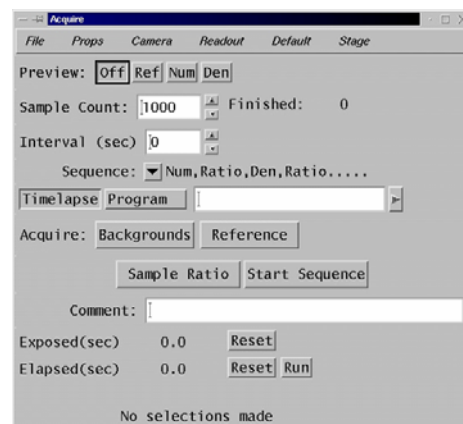 Acquire
File Props Camera Readout Default Stage
Preview: Off Ref Num Den
Sample Count: 1000 Finished: 0
Interval (sec) 0
Sequence: Num,Ratio,Den,Ratio.....
Timelapse Program
Acquire: Backgrounds Reference
Sample Ratio Start Sequence
Comment:
Exposed(sec) 0.0 Reset
Elapsed(sec) 0.0 Reset Run
No selections made